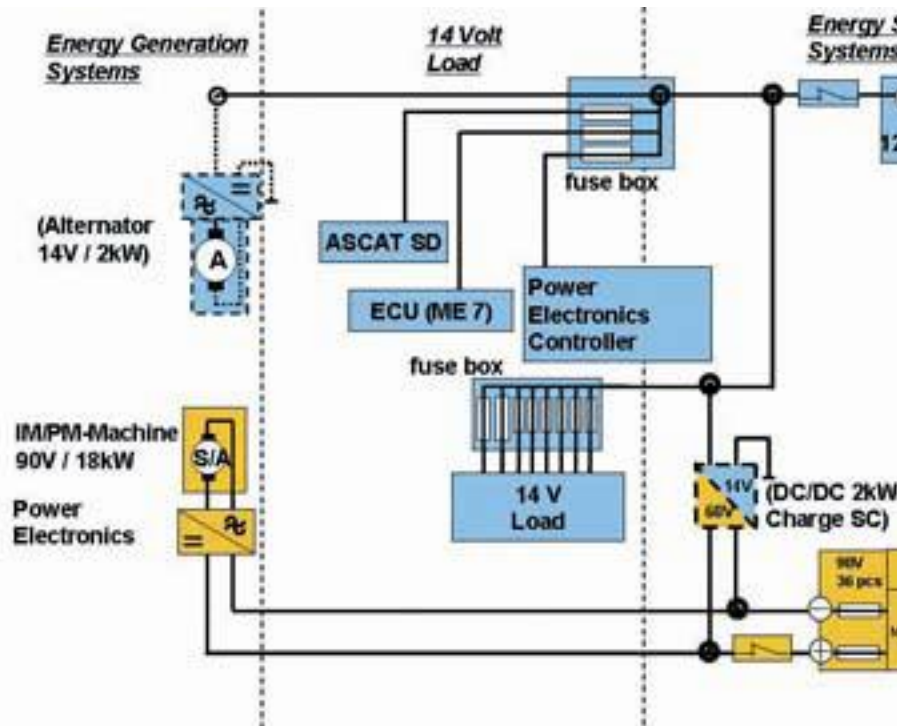 Energy Generation
Systems
14 Volt
Load
Energy S
Systems
12
fuse box
(Alternator
14V / 2kW)
A
ASCAT SD
ECU (ME 7)
Power
Electronics
Controller
fuse box
IM/PM-Machine
90V / 18kW
S/A
Power
Electronics
14 V
Load
14V
60V
(DC/DC 2kW
Charge SC)
90V
36 pcs
M